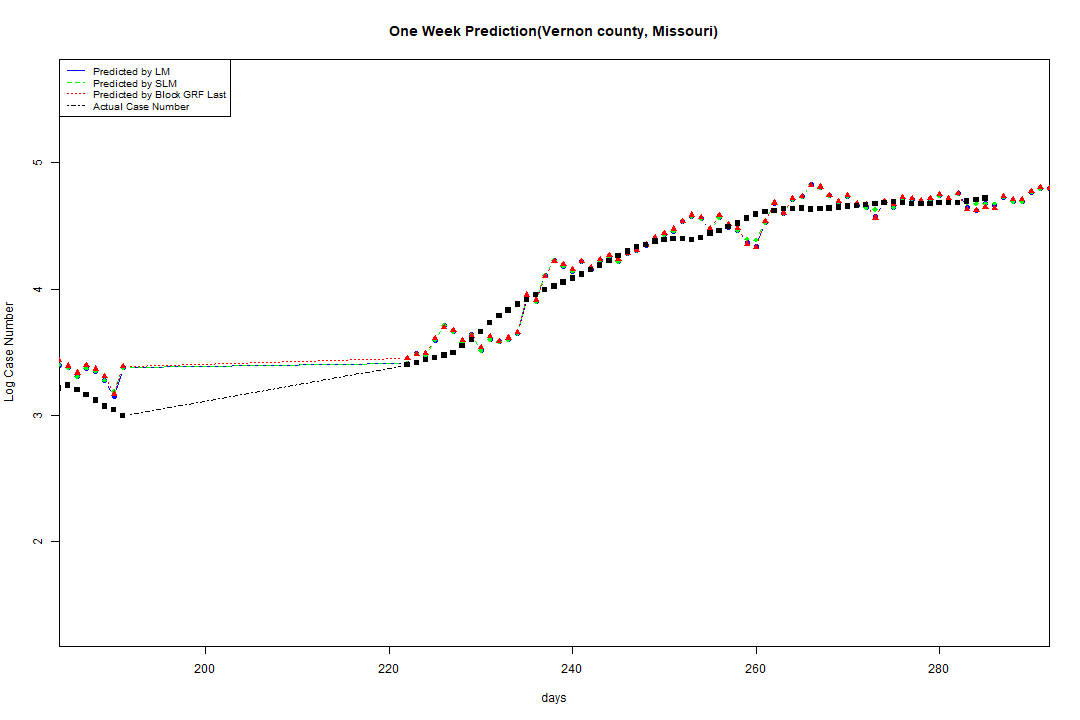 One Week Prediction(Vernon county, Missouri)
Predicted by LM
Predicted by SLM
Predicted by Block GRF Last
Actual Case Number
5
4
3
2
Log Case Number
200
220
240
260
280
days